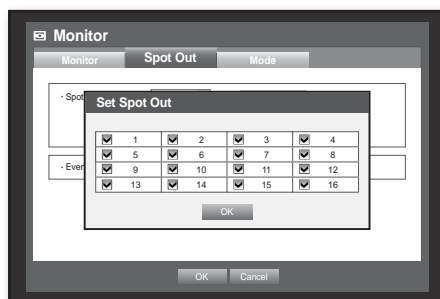 Monitor
Monitor Spot Out Mode
· Spot
Set Spot Out
1 2 3 4
5 6 7 8
9 10 11 12
13 14 15 16
· Even
OK
OK Cancel